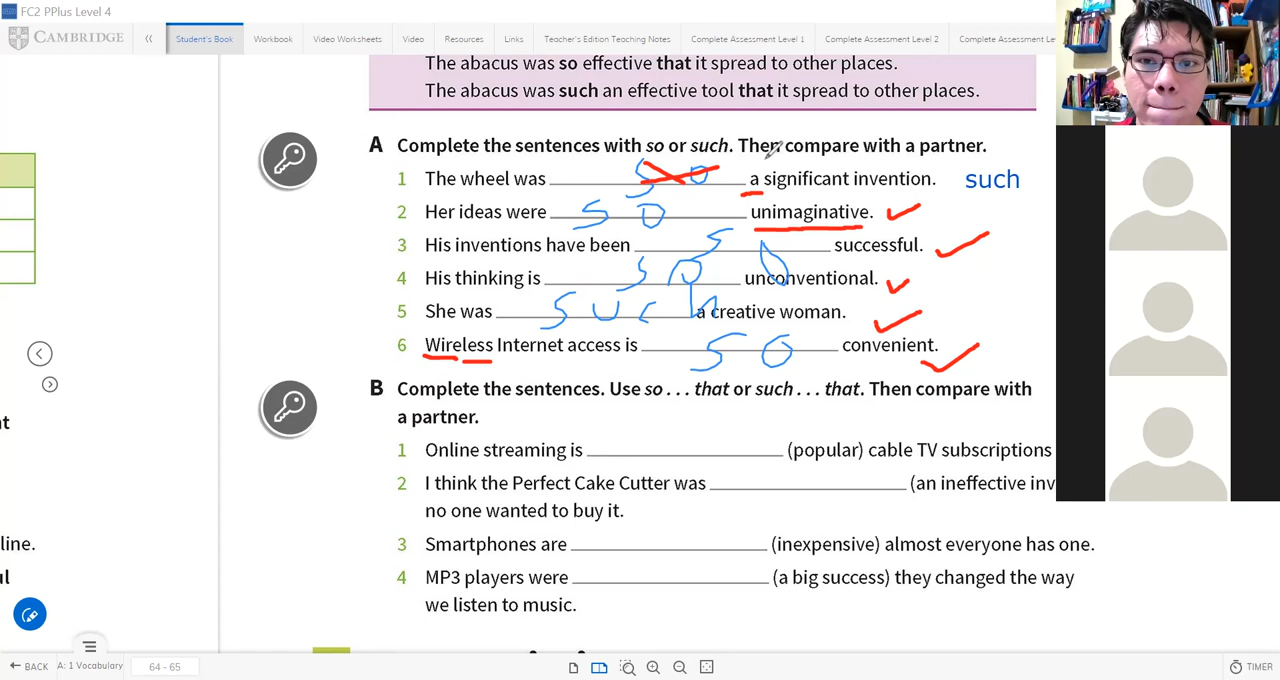 FC2 PPlus Level 4
CAMBRIDGE
Student's Book Workbook Video Worksheets Video Resources Links Teacher's Edition Teaching Notes Complete Assessment Level 1 Complete Assessment Level 2 Complete Assessment Le
The abacus was so effective that it spread to other places.
The abacus was such an effective tool that it spread to other places.
A Complete the sentences with so or such. Then compare with a partner.
1 The wheel was so a significant invention. such
2 Her ideas were so unimaginative.
3 His inventions have been so successful.
4 His thinking is so unconventional.
5 She was such a creative woman.
6 Wireless Internet access is so convenient.
B Complete the sentences. Use so . . . that or such . . . that. Then compare with
a partner.
1 Online streaming is (popular) cable TV subscriptions
2 I think the Perfect Cake Cutter was (an ineffective inv
no one wanted to buy it.
3 Smartphones are (inexpensive) almost everyone has one.
4 MP3 players were (a big success) they changed the way
we listen to music.
t
line.
ul
BACK A: 1 Vocabulary 64 - 65 TIMER